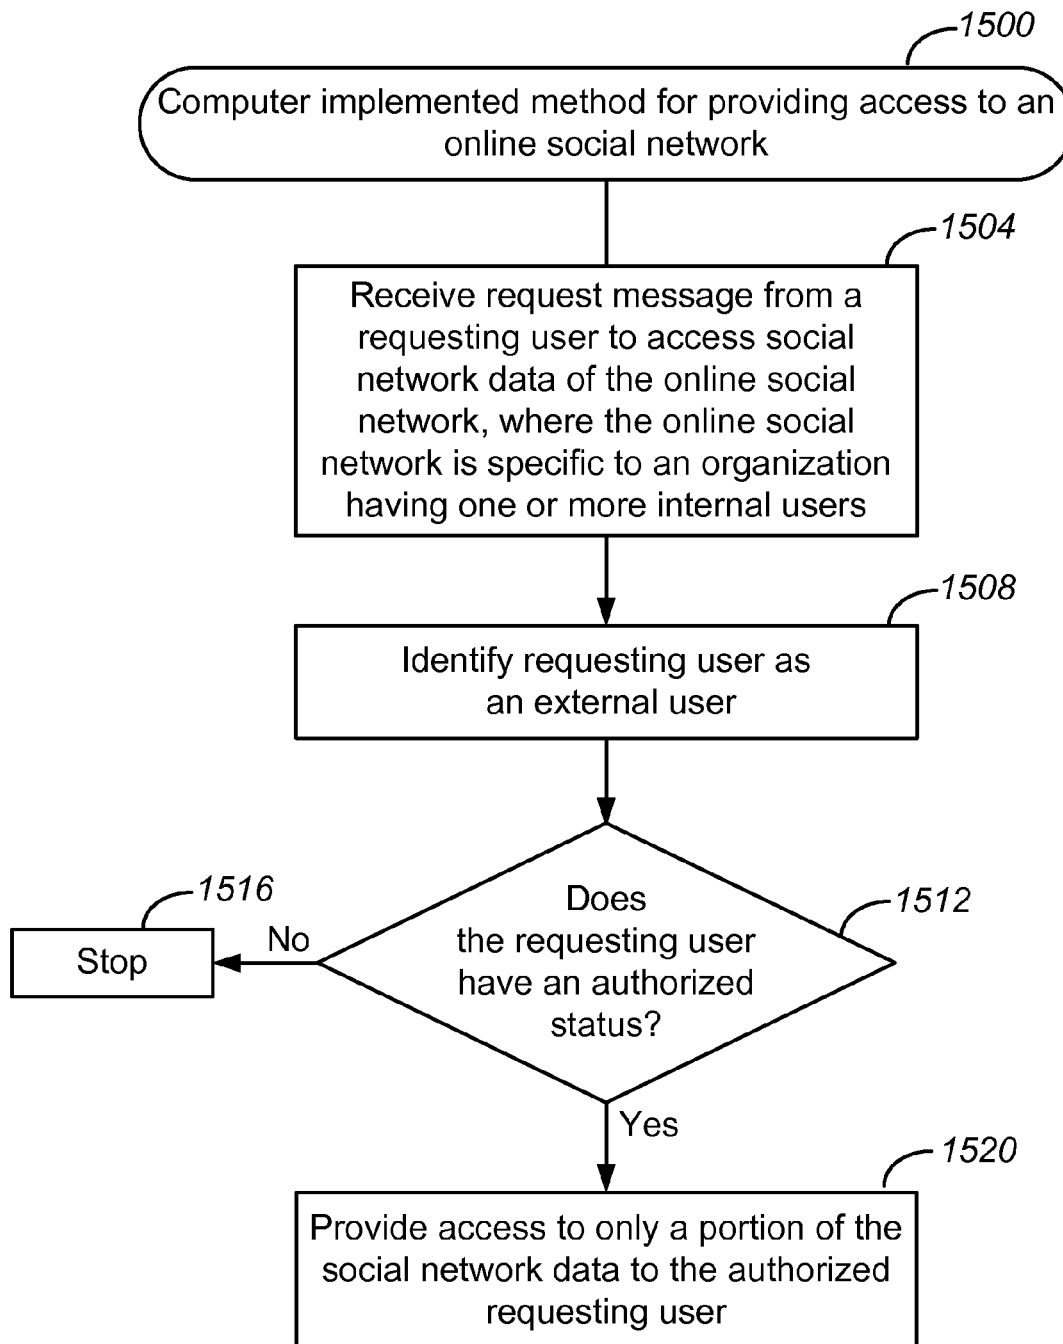 1500
Computer implemented method for providing access to an
online social network
1504
Receive request message from a
requesting user to access social
network data of the online social
network, where the online social
network is specific to an organization
having one or more internal users
1508
Identify requesting user as
an external user
1516
Stop
No
1512
Does
the requesting user
have an authorized
status?
Yes
1520
Provide access to only a portion of the
social network data to the authorized
requesting user